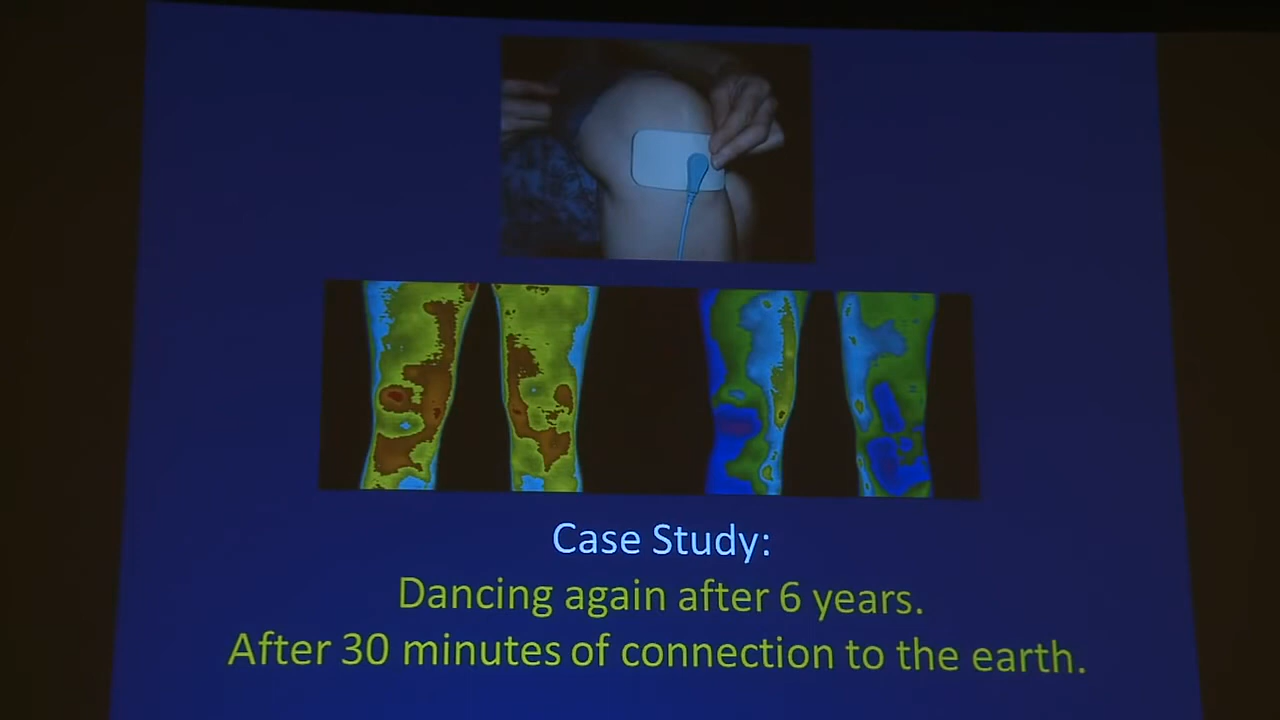 Case Study:
Dancing again after 6 years.
After 30 minutes of connection to the earth.